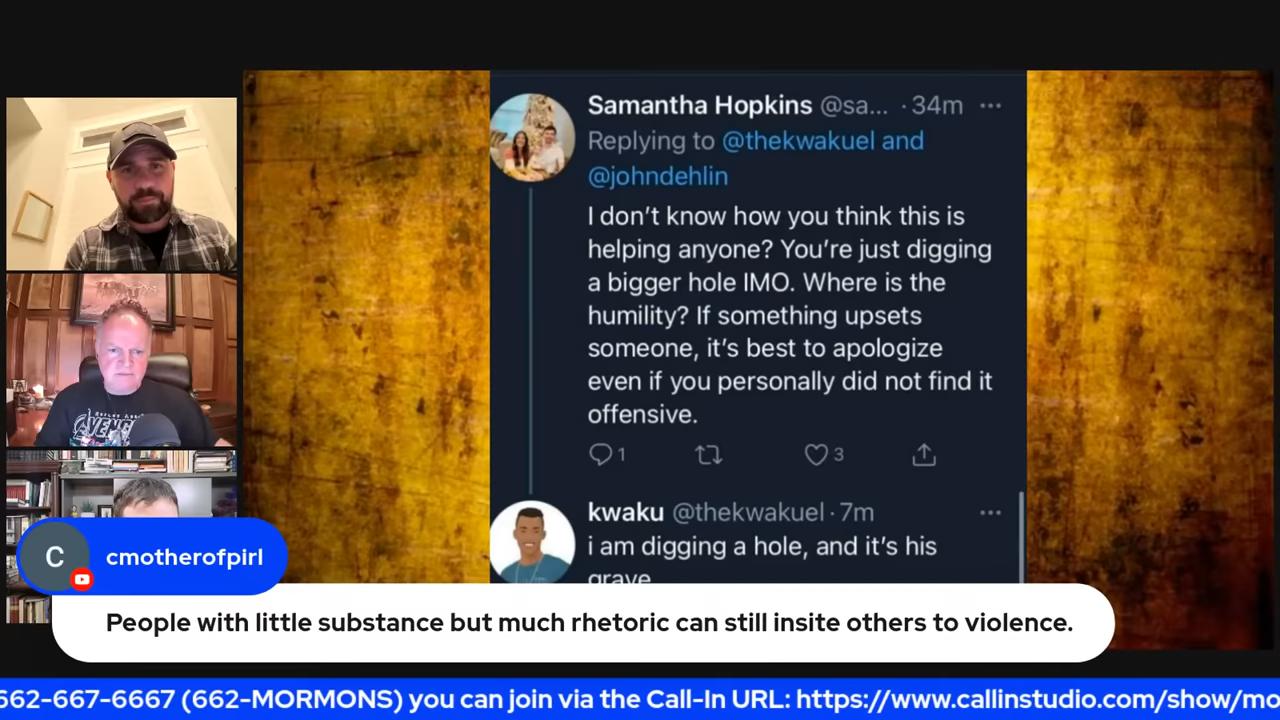 Samantha Hopkins @sa... · 34m ...
Replying to @thekwakuel and
@johndehlin
I don't know how you think this is
helping anyone? You're just digging
a bigger hole IMO. Where is the
humility? If something upsets
someone, it's best to apologize
even if you personally did not find it
offensive.
1 3
kwaku @thekwakuel · 7m ...
i am digging a hole, and it's his
grave
C cmotherofpirl
People with little substance but much rhetoric can still insite others to violence.
662-667-6667 (662-MORMONS) you can join via the Call-In URL: https://www.callinstudio.com/show/mo